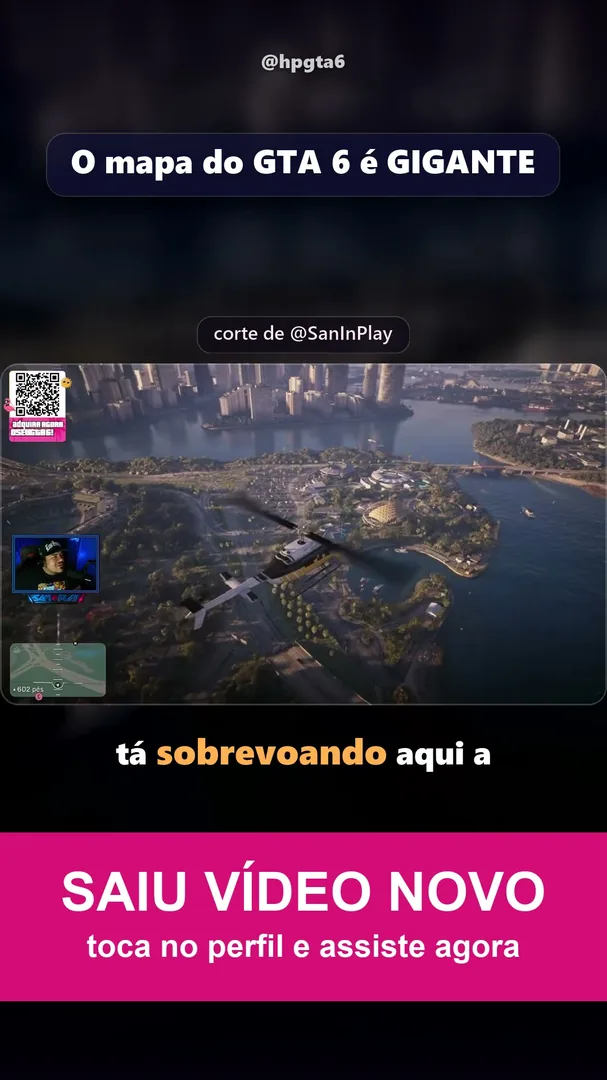 @hpgta6
O mapa do GTA 6 é GIGANTE
corte de @SanInPlay
ADQUIRA AGORA
602 pés
tá sobrevoando aqui a
SAIU VÍDEO NOVO
toca no perfil e assiste agora